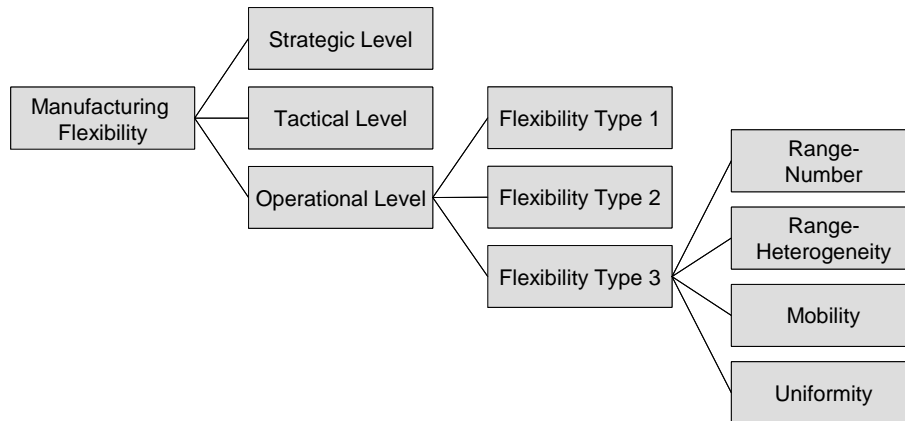 Manufacturing
Flexibility
Strategic Level
Tactical Level
Operational Level
Flexibility Type 1
Flexibility Type 2
Flexibility Type 3
Range-
Number
Range-
Heterogeneity
Mobility
Uniformity